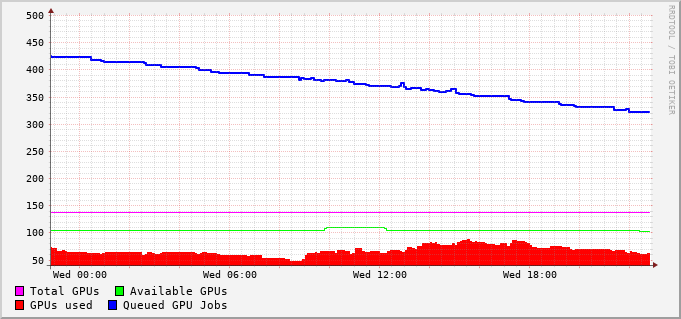 500
450
400
350
300
250
200
150
100
50
Wed 00:00 Wed 06:00 Wed 12:00 Wed 18:00
Total GPUs Available GPUs
GPUs used Queued GPU Jobs
RRDTOOL / TOBI OETIKER